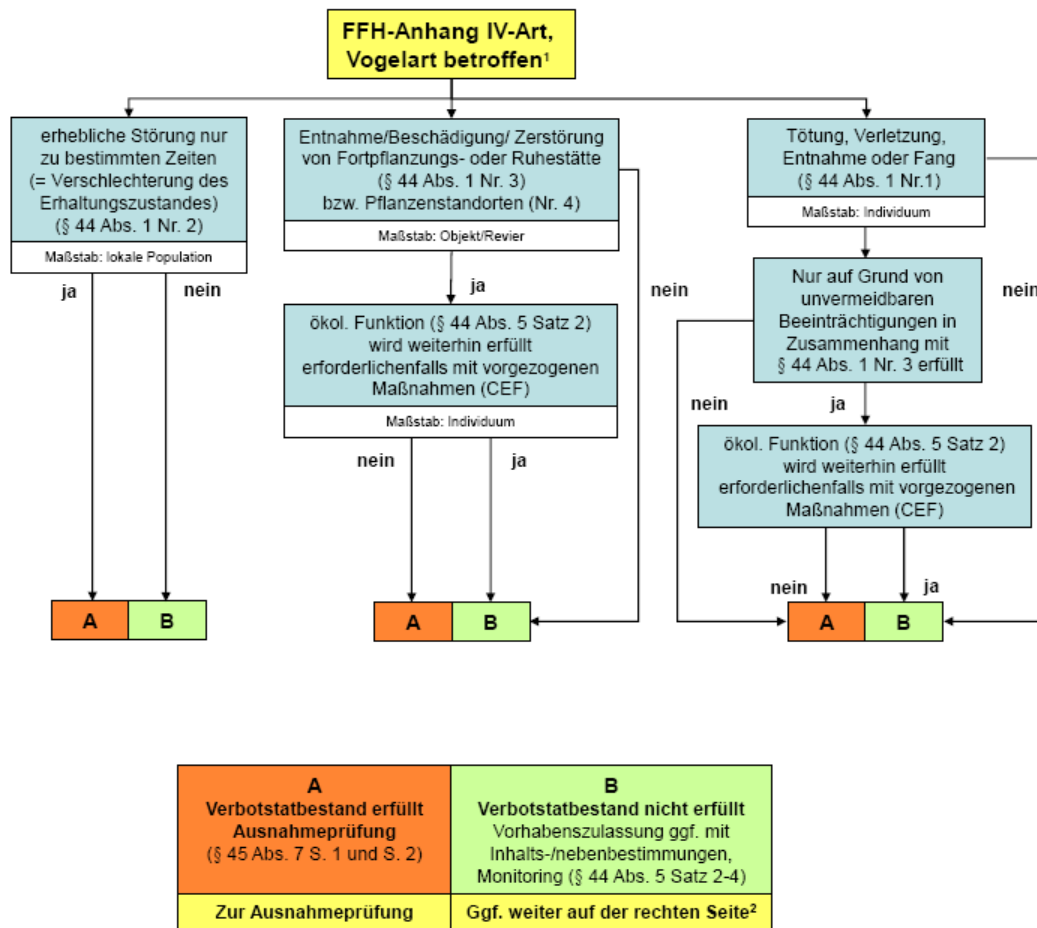 FFH-Anhang IV-Art,
Vogelart betroffen¹
erhebliche Störung nur
zu bestimmten Zeiten
(= Verschlechterung des
Erhaltungszustandes)
(§ 44 Abs. 1 Nr. 2)
Maßstab: lokale Population
ja
nein
A
B
Entnahme/Beschädigung/ Zerstörung
von Fortpflanzungs- oder Ruhestätte
(§ 44 Abs. 1 Nr. 3)
bzw. Pflanzenstandorten (Nr. 4)
Maßstab: Objekt/Revier
ja
nein
ökol. Funktion (§ 44 Abs. 5 Satz 2)
wird weiterhin erfüllt
erforderlichenfalls mit vorgezogenen
Maßnahmen (CEF)
Maßstab: Individuum
nein
ja
A
B
Tötung, Verletzung,
Entnahme oder Fang
(§ 44 Abs. 1 Nr.1)
Maßstab: Individuum
nein
Nur auf Grund von
unvermeidbaren
Beeinträchtigungen in
Zusammenhang mit
§ 44 Abs. 1 Nr. 3 erfüllt
nein
ja
ökol. Funktion (§ 44 Abs. 5 Satz 2)
wird weiterhin erfüllt
erforderlichenfalls mit vorgezogenen
Maßnahmen (CEF)
nein
ja
A
B
A
Verbotstatbestand erfüllt
Ausnahmeprüfung
(§ 45 Abs. 7 S. 1 und S. 2)
Zur Ausnahmeprüfung
B
Verbotstatbestand nicht erfüllt
Vorhabenszulassung ggf. mit
Inhalts-/nebenbestimmungen,
Monitoring (§ 44 Abs. 5 Satz 2-4)
Ggf. weiter auf der rechten Seite²